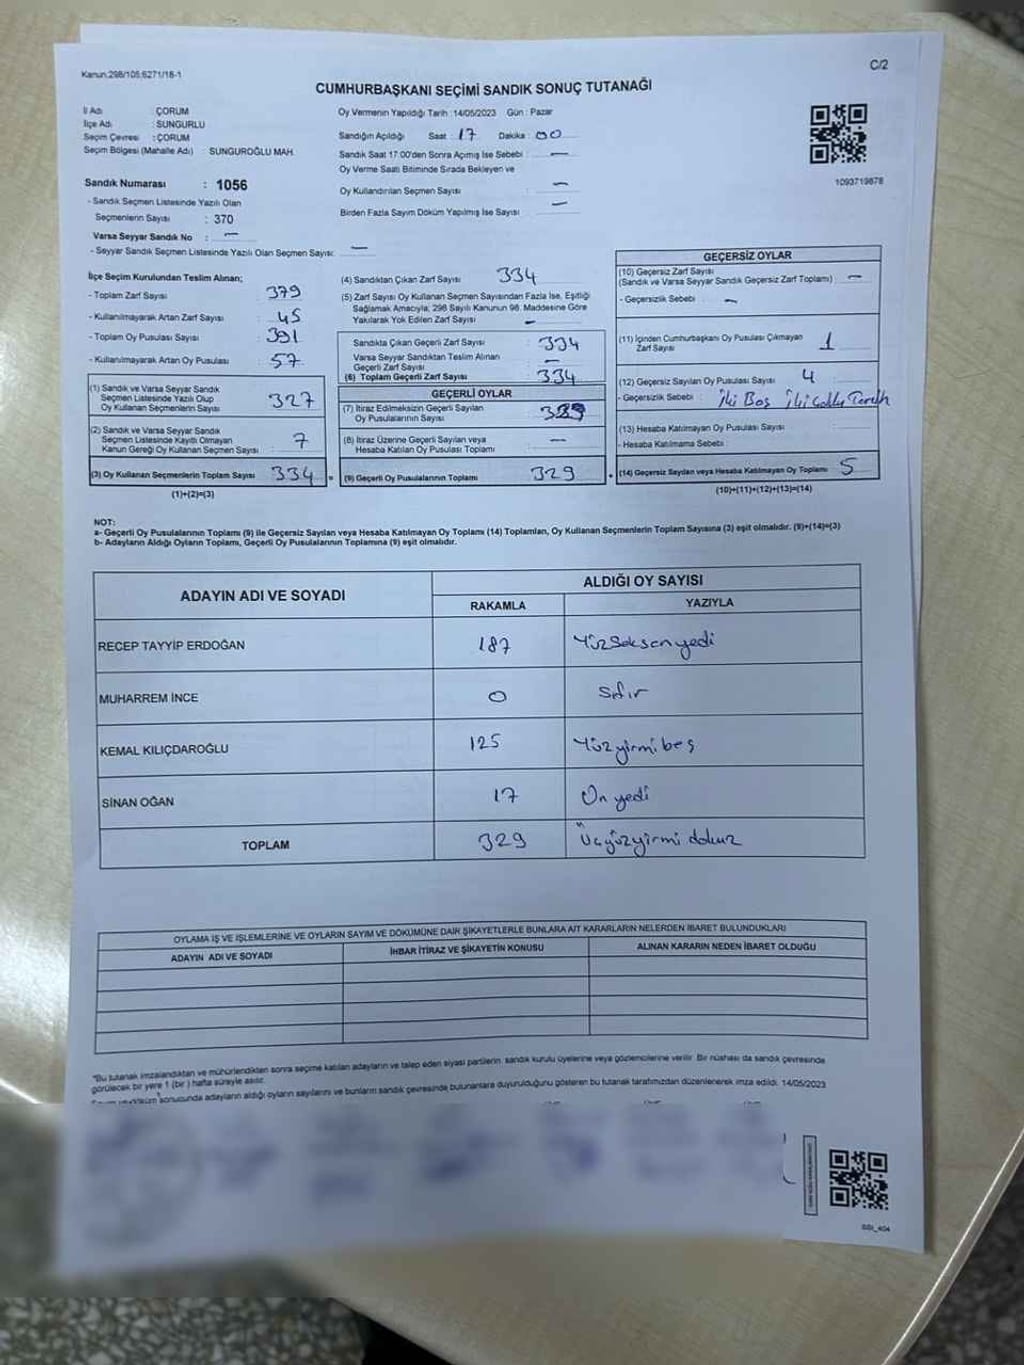 Kanun:298/105;6271/18-1
C/2
CUMHURBAŞKANI SEÇİMİ SANDIK SONUÇ TUTANAĞI
İl Adı : ÇORUM
İlçe Adı : SUNGURLU
Seçim Çevresi : ÇORUM
Seçim Bölgesi (Mahalle Adı) : SUNGUROĞLU MAH.
Oy Vermenin Yapıldığı Tarih : 14/05/2023 Gün : Pazar
Sandığın Açıldığı Saat : 17 Dakika : 00
Sandık Saat 17:00'den Sonra Açımış İse Sebebi : —
Oy Verme Saati Bitiminde Sırada Bekleyen ve
Oy Kullandırılan Seçmen Sayısı : —
Birden Fazla Sayım Döküm Yapılmış İse Sayısı : —
1093719878
Sandık Numarası : 1056
- Sandık Seçmen Listesinde Yazılı Olan
Seçmenlerin Sayısı : 370
Varsa Seyyar Sandık No : —
- Seyyar Sandık Seçmen Listesinde Yazılı Olan Seçmen Sayısı: —
İlçe Seçim Kurulundan Teslim Alınan;
- Toplam Zarf Sayısı : 379
- Kullanılmayarak Artan Zarf Sayısı : 45
- Toplam Oy Pusulası Sayısı : 391
- Kullanılmayarak Artan Oy Pusulası : 57
(1) Sandık ve Varsa Seyyar Sandık
Seçmen Listesinde Yazılı Olup
Oy Kullanan Seçmenlerin Sayısı : 327
(2) Sandık ve Varsa Seyyar Sandık
Seçmen Listesinde Kayıtlı Olmayan
Kanun Gereği Oy Kullanan Seçmen Sayısı : 7
(3) Oy Kullanan Seçmenlerin Toplam Sayısı : 334
(1)+(2)=(3)
(4) Sandıktan Çıkan Zarf Sayısı : 334
(5) Zarf Sayısı Oy Kullanan Seçmen Sayısından Fazla İse, Eşitliği
Sağlamak Amacıyla; 298 Sayılı Kanunun 98. Maddesine Göre
Yakılarak Yok Edilen Zarf Sayısı : —
Sandıkta Çıkan Geçerli Zarf Sayısı : 334
Varsa Seyyar Sandıktan Teslim Alınan
Geçerli Zarf Sayısı : —
(6) Toplam Geçerli Zarf Sayısı : 334
GEÇERLİ OYLAR
(7) İtiraz Edilmeksizin Geçerli Sayılan
Oy Pusulalarının Sayısı : 329
(8) İtiraz Üzerine Geçerli Sayılan veya
Hesaba Katılan Oy Pusulası Toplamı : —
(9) Geçerli Oy Pusulalarının Toplamı : 329
GEÇERSİZ OYLAR
(10) Geçersiz Zarf Sayısı
(Sandık ve Varsa Seyyar Sandık Geçersiz Zarf Toplamı) : —
- Geçersizlik Sebebi : —
(11) İçinden Cumhurbaşkanı Oy Pusulası Çıkmayan
Zarf Sayısı : 1
(12) Geçersiz Sayılan Oy Pusulası Sayısı : 4
- Geçersizlik Sebebi : İki Boş İki Çoklu Tercih
(13) Hesaba Katılmayan Oy Pusulası Sayısı :
- Hesaba Katılmama Sebebi :
(14) Geçersiz Sayılan veya Hesaba Katılmayan Oy Toplamı : 5
(10)+(11)+(12)+(13)=(14)
NOT:
a- Geçerli Oy Pusulalarının Toplamı (9) ile Geçersiz Sayılan veya Hesaba Katılmayan Oy Toplamı (14) Toplamları, Oy Kullanan Seçmenlerin Toplam Sayısına (3) eşit olmalıdır. (9)+(14)=(3)
b- Adayların Aldığı Oyların Toplamı, Geçerli Oy Pusulalarının Toplamına (9) eşit olmalıdır.
ADAYIN ADI VE SOYADI ALDIĞI OY SAYISI
RAKAMLA YAZIYLA
RECEP TAYYİP ERDOĞAN 187 Yüzseksenyedi
MUHARREM İNCE 0 Sıfır
KEMAL KILIÇDAROĞLU 125 Yüzyirmibeş
SİNAN OĞAN 17 On yedi
TOPLAM 329 Üçyüzyirmi dokuz
OYLAMA İŞ VE İŞLEMLERİNE VE OYLARIN SAYIM VE DÖKÜMÜNE DAİR ŞİKAYETLERLE BUNLARA AİT KARARLARIN NELERDEN İBARET BULUNDUKLARI
ADAYIN ADI VE SOYADI İHBAR İTİRAZ VE ŞİKAYETİN KONUSU ALINAN KARARIN NEDEN İBARET OLDUĞU
*Bu tutanak imzalandıktan ve mühürlendikten sonra seçime katılan adayların ve talep eden siyasi partilerin, sandık kurulu üyelerine veya gözlemcilerine verilir. Bir nüshası da sandık çevresinde
görülecek bir yere 1 (bir ) hafta süreyle asılır.
sonucunda adayların aldığı oyların sayılarını ve bunların sandık çevresinde bulunanlara duyurulduğunu gösteren bu tutanak tarafımızdan düzenlenerek imza edildi. 14/05/2023